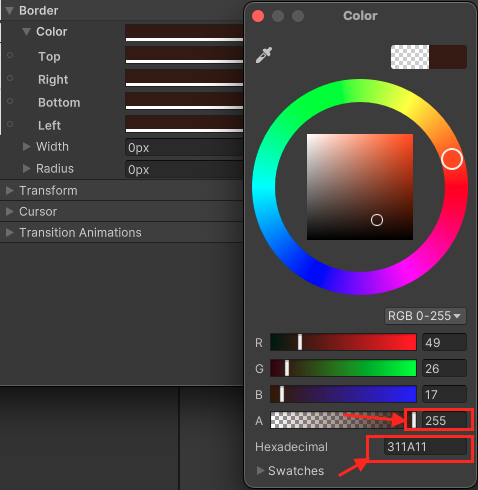 Border
Color
Top
Right
Bottom
Left
Width 0px
Radius 0px
Transform
Cursor
Transition Animations
Color
RGB 0-255
R 49
G 26
B 17
A 255
Hexadecimal 311A11
Swatches